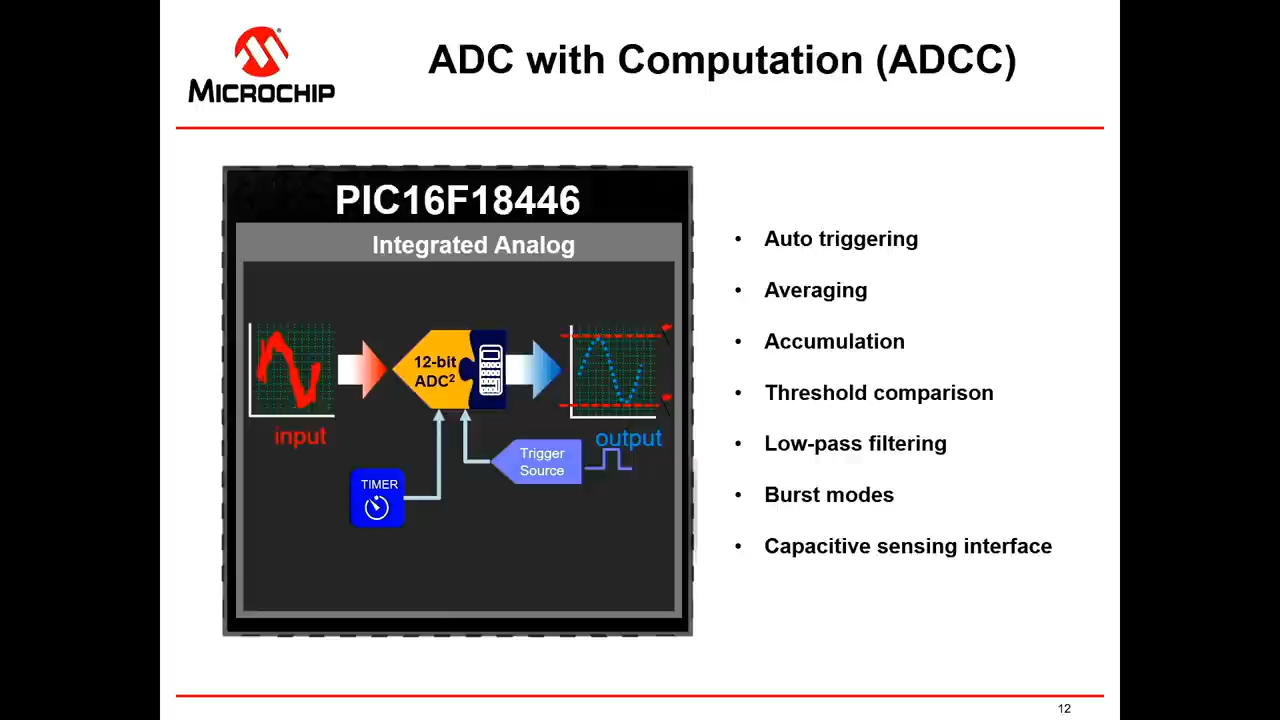 MICROCHIP
ADC with Computation (ADCC)
PIC16F18446
Integrated Analog
input
12-bit
ADC²
output
Trigger
Source
TIMER
• Auto triggering
• Averaging
• Accumulation
• Threshold comparison
• Low-pass filtering
• Burst modes
• Capacitive sensing interface
12